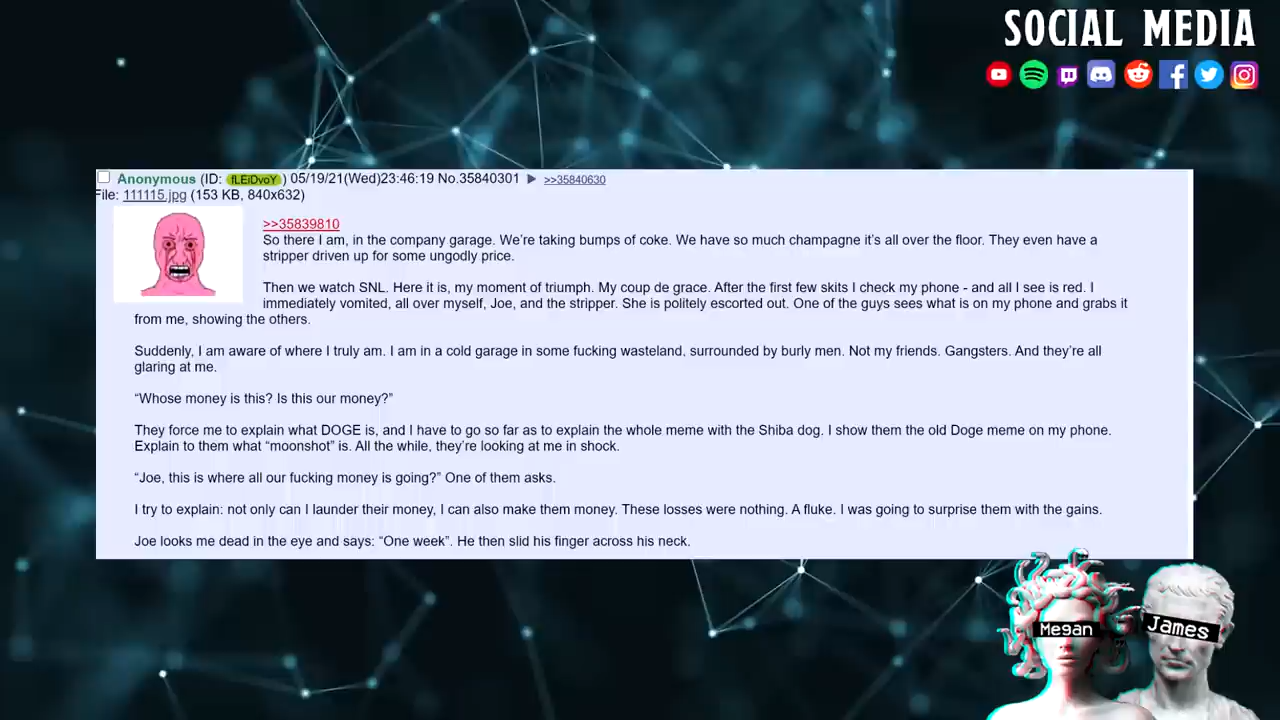 SOCIAL MEDIA
Anonymous (ID: fLEiDvoY) 05/19/21(Wed)23:46:19 No.35840301 ▶ >>35840630
File: 111115.jpg (153 KB, 840x632)
>>35839810
So there I am, in the company garage. We’re taking bumps of coke. We have so much champagne it’s all over the floor. They even have a
stripper driven up for some ungodly price.
Then we watch SNL. Here it is, my moment of triumph. My coup de grace. After the first few skits I check my phone - and all I see is red. I
immediately vomited, all over myself, Joe, and the stripper. She is politely escorted out. One of the guys sees what is on my phone and grabs it
from me, showing the others.
Suddenly, I am aware of where I truly am. I am in a cold garage in some fucking wasteland, surrounded by burly men. Not my friends. Gangsters. And they’re all
glaring at me.
“Whose money is this? Is this our money?”
They force me to explain what DOGE is, and I have to go so far as to explain the whole meme with the Shiba dog. I show them the old Doge meme on my phone.
Explain to them what “moonshot” is. All the while, they’re looking at me in shock.
“Joe, this is where all our fucking money is going?” One of them asks.
I try to explain: not only can I launder their money, I can also make them money. These losses were nothing. A fluke. I was going to surprise them with the gains.
Joe looks me dead in the eye and says: “One week”. He then slid his finger across his neck.
Megan
James